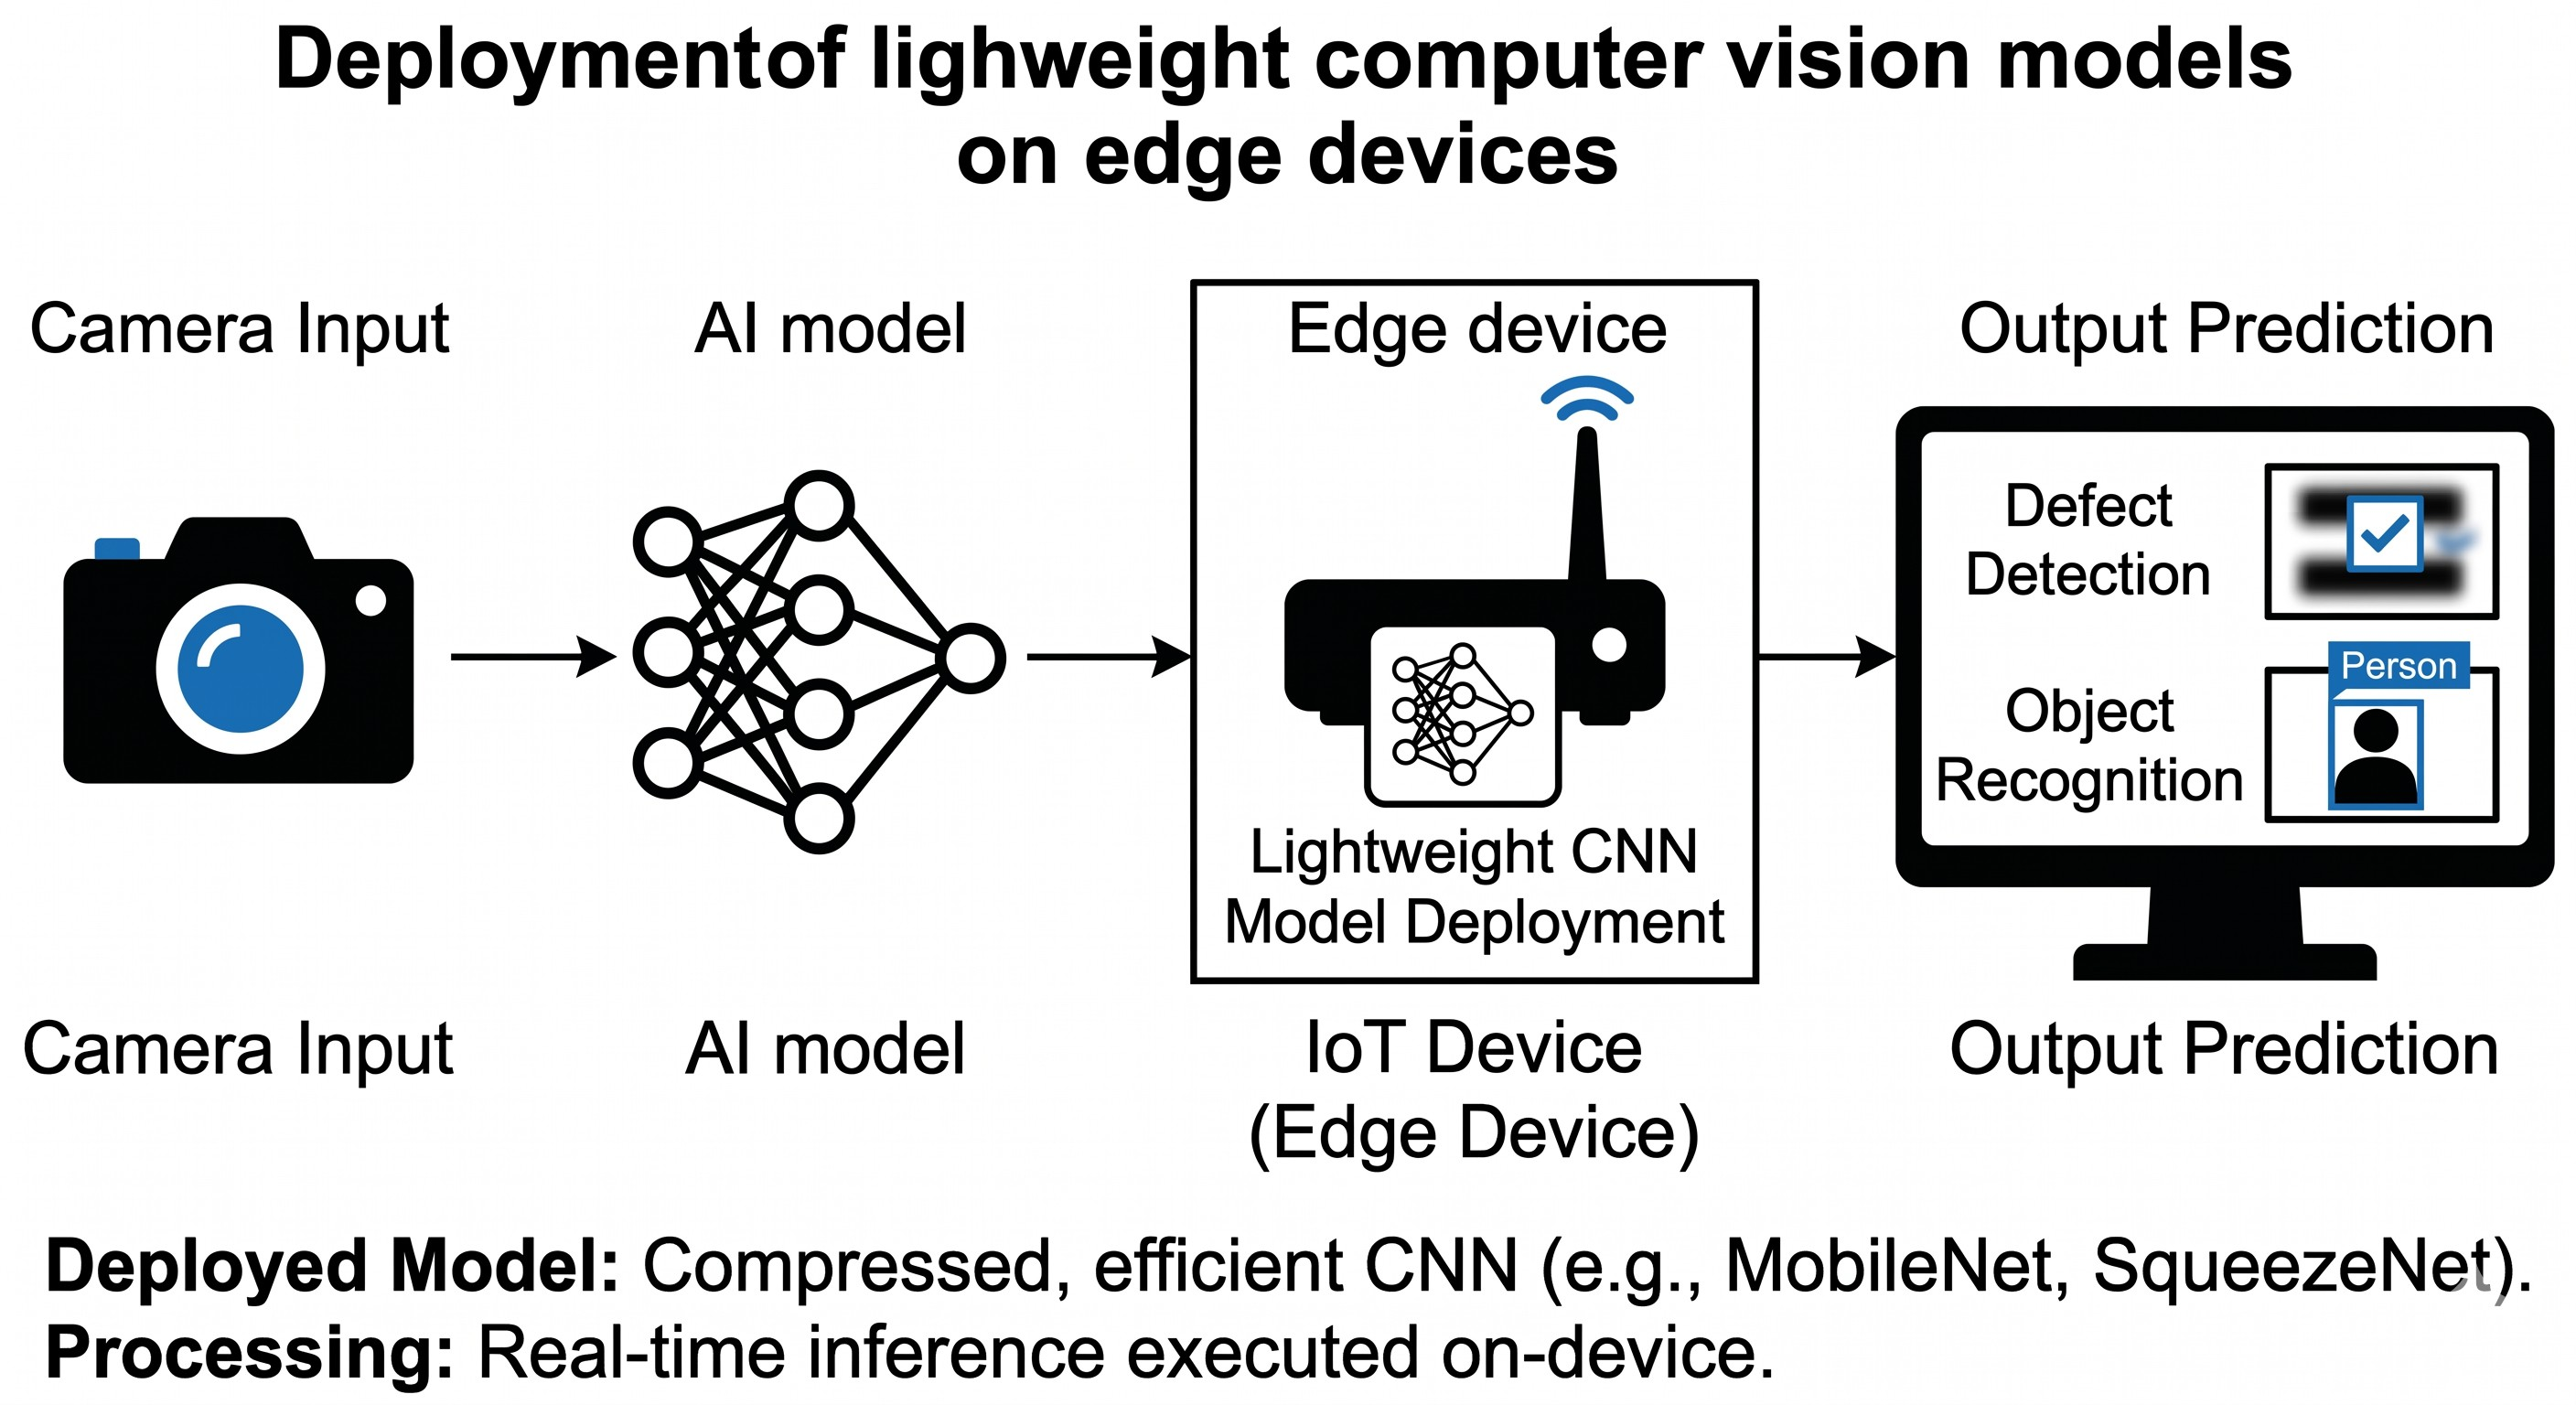 Deploymentof lighweight computer vision models
on edge devices
Camera Input
AI model
Edge device
Output Prediction
Defect
Detection
Person
Object
Recognition
Lightweight CNN
Model Deployment
Camera Input
AI model
IoT Device
(Edge Device)
Output Prediction
Deployed Model: Compressed, efficient CNN (e.g., MobileNet, SqueezeNet).
Processing: Real-time inference executed on-device.